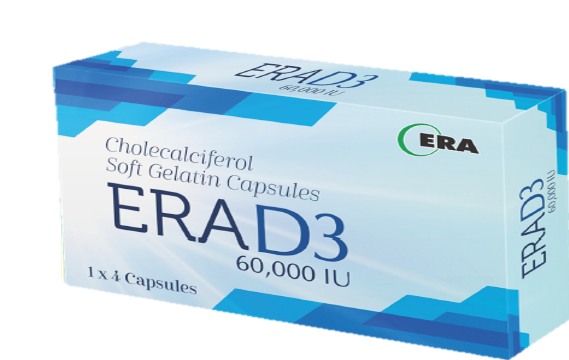 ERAD3
60,000 IU
ERA
Cholecalciferol
Soft Gelatin Capsules
ERAD3
60,000 IU
1 x 4 Capsules
ERAD3
60,000 IU